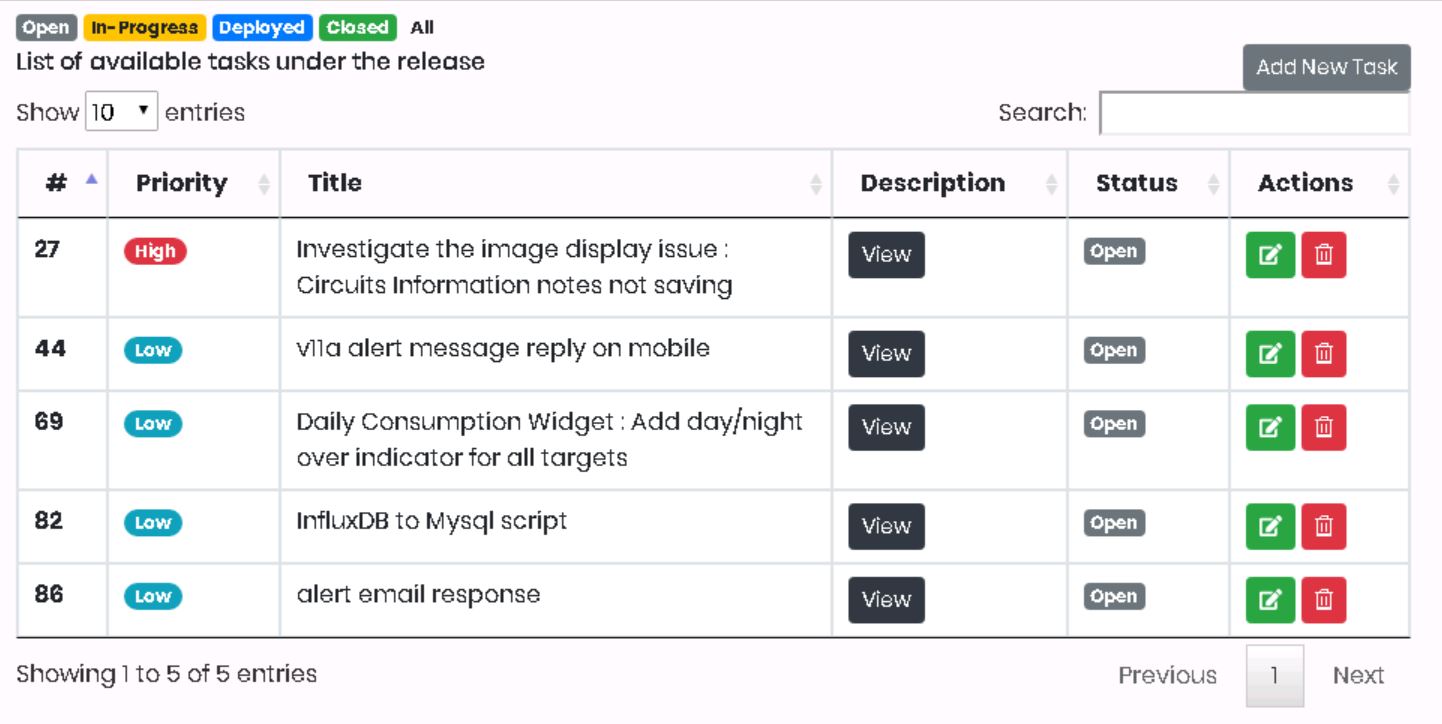 Open In-Progress Deployed Closed All
List of available tasks under the release
Add New Task
Show 10 entries Search:
# Priority Title Description Status Actions
27 High Investigate the image display issue : View Open
Circuits Information notes not saving
44 Low v11a alert message reply on mobile View Open
69 Low Daily Consumption Widget : Add day/night View Open
over indicator for all targets
82 Low InfluxDB to Mysql script View Open
86 Low alert email response View Open
Showing 1 to 5 of 5 entries Previous 1 Next